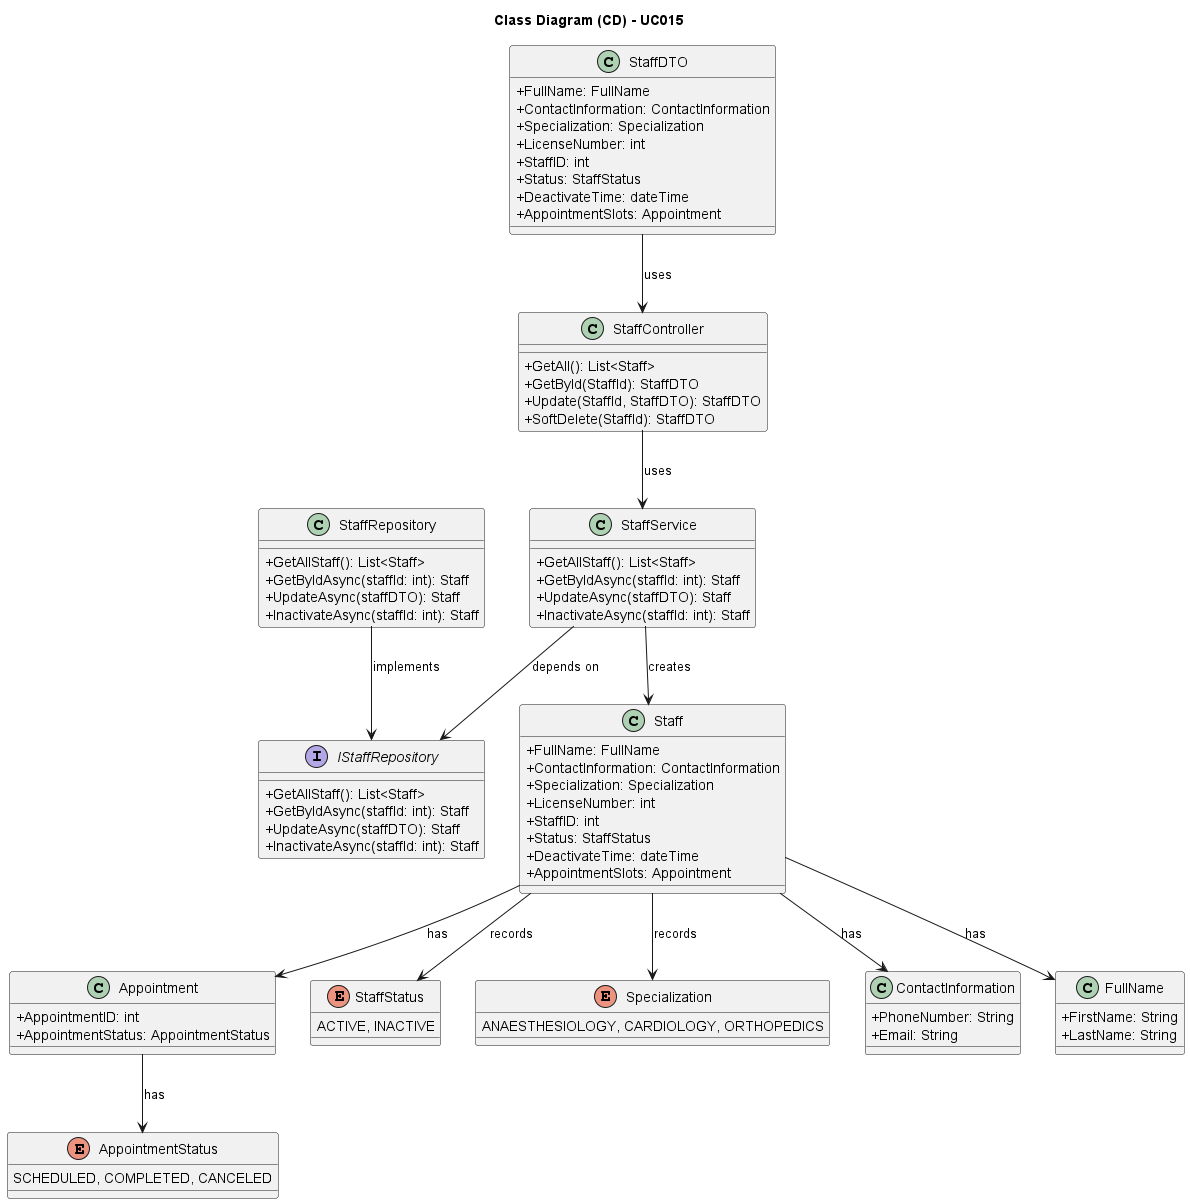 Class Diagram (CD) - UC015
C StaffDTO
+FullName: FullName
+ContactInformation: ContactInformation
+Specialization: Specialization
+LicenseNumber: int
+StaffID: int
+Status: StaffStatus
+DeactivateTime: dateTime
+AppointmentSlots: Appointment
uses
C StaffController
+GetAll(): List<Staff>
+GetById(StaffId): StaffDTO
+Update(StaffId, StaffDTO): StaffDTO
+SoftDelete(StaffId): StaffDTO
uses
C StaffRepository
+GetAllStaff(): List<Staff>
+GetByIdAsync(staffId: int): Staff
+UpdateAsync(staffDTO): Staff
+InactivateAsync(staffId: int): Staff
C StaffService
+GetAllStaff(): List<Staff>
+GetByIdAsync(staffId: int): Staff
+UpdateAsync(staffDTO): Staff
+InactivateAsync(staffId: int): Staff
implements
depends on
creates
I IStaffRepository
+GetAllStaff(): List<Staff>
+GetByIdAsync(staffId: int): Staff
+UpdateAsync(staffDTO): Staff
+InactivateAsync(staffId: int): Staff
C Staff
+FullName: FullName
+ContactInformation: ContactInformation
+Specialization: Specialization
+LicenseNumber: int
+StaffID: int
+Status: StaffStatus
+DeactivateTime: dateTime
+AppointmentSlots: Appointment
has
records
records
has
has
C Appointment
+AppointmentID: int
+AppointmentStatus: AppointmentStatus
E StaffStatus
ACTIVE, INACTIVE
E Specialization
ANAESTHESIOLOGY, CARDIOLOGY, ORTHOPEDICS
C ContactInformation
+PhoneNumber: String
+Email: String
C FullName
+FirstName: String
+LastName: String
has
E AppointmentStatus
SCHEDULED, COMPLETED, CANCELED